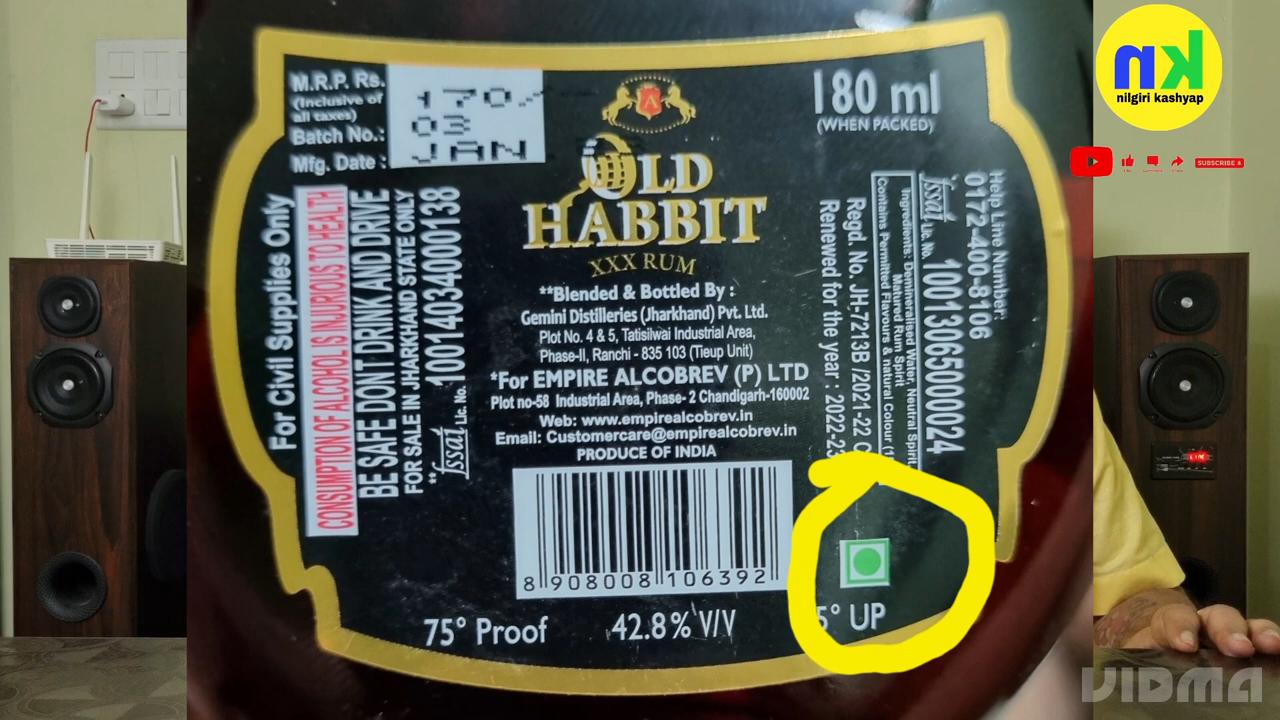 M.R.P. Rs.
(Inclusive of
all taxes)
Batch No.:
Mfg. Date :
170/-
03
JAN
180 ml
(WHEN PACKED)
A
OLD
HABBIT
XXX RUM
**Blended & Bottled By :
Gemini Distilleries (Jharkhand) Pvt. Ltd.
Plot No. 4 & 5, Tatisilwai Industrial Area,
Phase-II, Ranchi - 835 103 (Tieup Unit)
*For EMPIRE ALCOBREV (P) LTD
Plot no-58 Industrial Area, Phase- 2 Chandigarh-160002
Web: www.empirealcobrev.in
Email: Customercare@empirealcobrev.in
PRODUCE OF INDIA
8 908008 106392
75° Proof 42.8% V/V 5° UP
For Civil Supplies Only
CONSUMPTION OF ALCOHOL IS INJURIOUS TO HEALTH
BE SAFE DON'T DRINK AND DRIVE
FOR SALE IN JHARKHAND STATE ONLY
** fssai Lic. No. 10014034000138
Help Line Number:
0172-400-8106
fssai Lic. No. 10013065000024
Ingredients: Demineralised Water, Neutral Spirit,
Matured Rum Spirit
Contains Permitted Flavours & natural Colour
Regd. No. JH-7213B /2021-22
Renewed for the year : 2022-23
nk
nilgiri kashyap
SUBSCRIBE
VIDMA